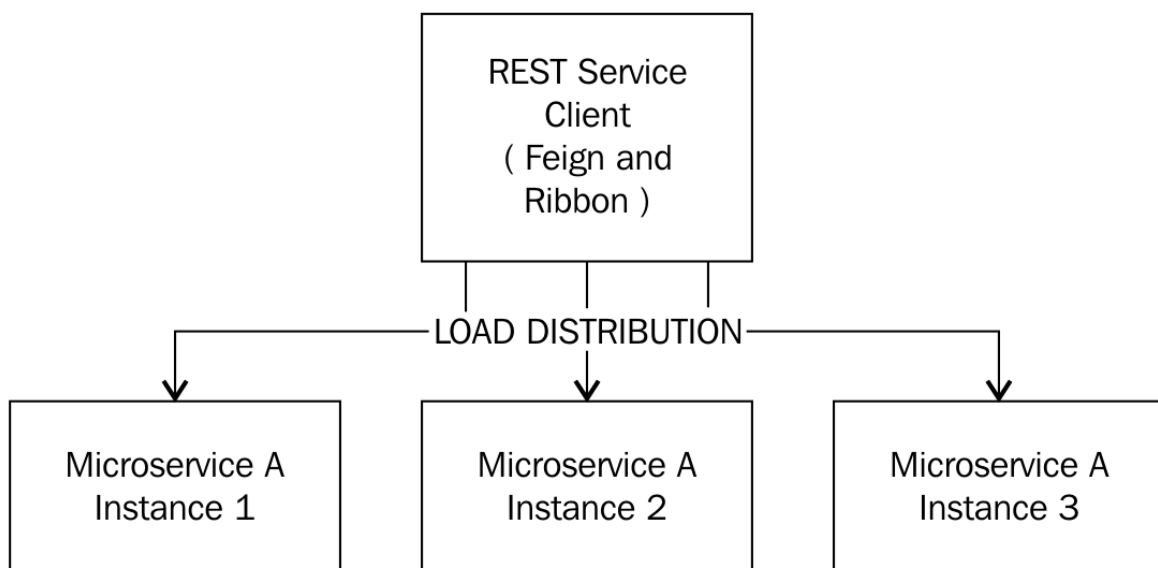 REST Service
Client
( Feign and
Ribbon )
LOAD DISTRIBUTION
Microservice A
Instance 1
Microservice A
Instance 2
Microservice A
Instance 3